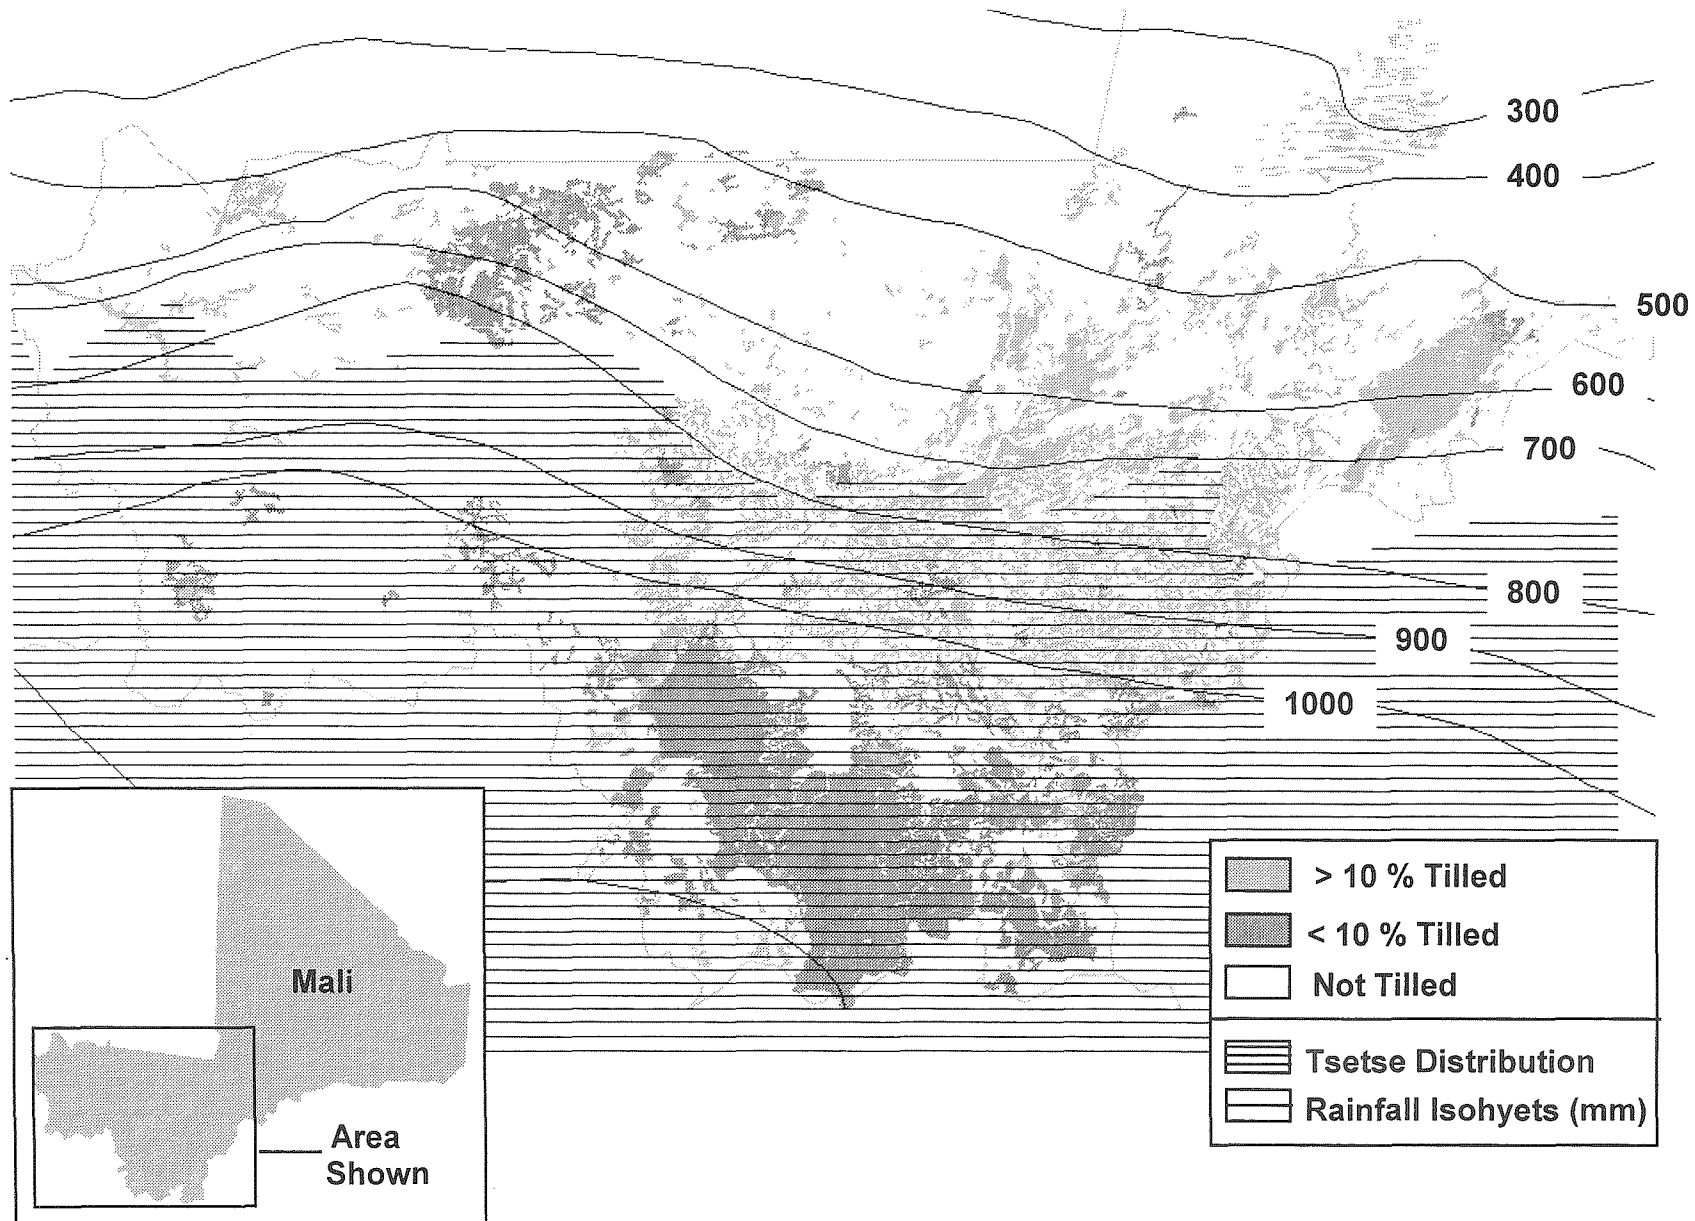 300
400
500
600
700
800
900
1000
> 10 % Tilled
< 10 % Tilled
Not Tilled
Tsetse Distribution
Rainfall Isohyets (mm)
Mali
Area
Shown